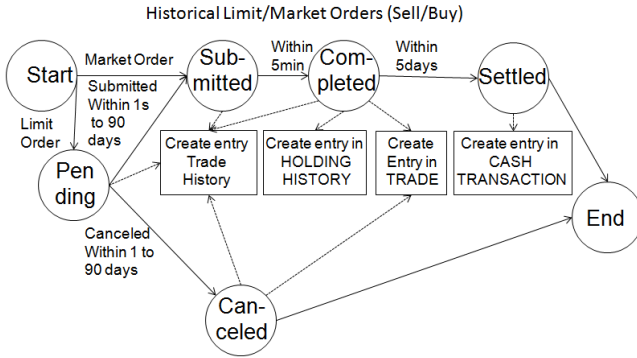 Historical Limit/Market Orders (Sell/Buy)
Start
Market Order
Sub-
mitted
Within
5min
Com-
pleted
Within
5days
Settled
Submitted
Within 1s
to 90
days
Limit
Order
Pen
ding
Create entry
Trade
History
Create entry in
HOLDING
HISTORY
Create
Entry in
TRADE
Create entry in
CASH
TRANSACTION
End
Canceled
Within 1 to
90 days
Can-
celed